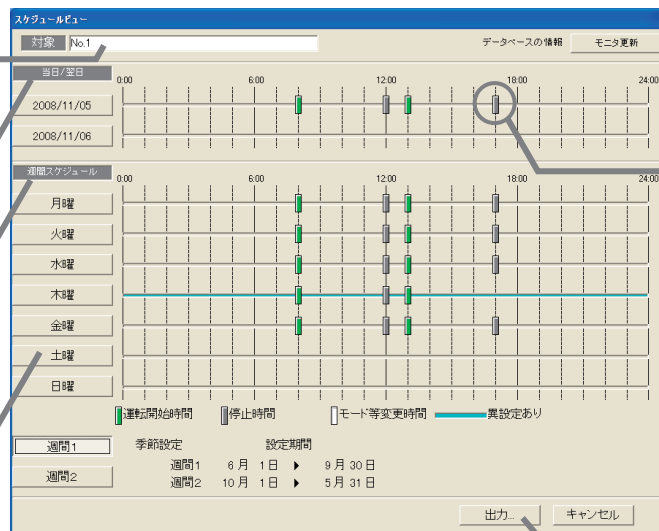 スケジュールビュー
対象 No.1 データベースの情報 モニタ更新
当日/翌日
0:00 6:00 12:00 18:00 24:00
2008/11/05
2008/11/06
週間スケジュール
0:00 6:00 12:00 18:00 24:00
月曜
火曜
水曜
木曜
金曜
土曜
日曜
運転開始時間 停止時間 モード等変更時間 異設定あり
週間1 季節設定 設定期間
週間1 6月 1日 ▶ 9月 30日
週間2 週間2 10月 1日 ▶ 5月 31日
出力... キャンセル